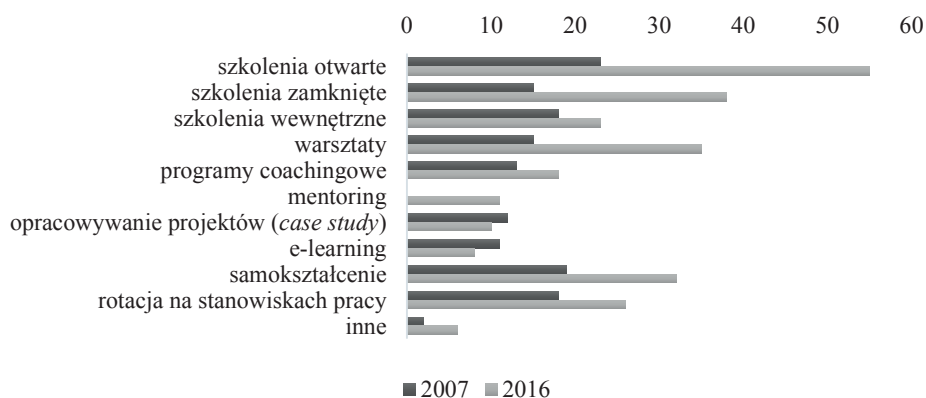 0 10 20 30 40 50 60
szkolenia otwarte
szkolenia zamknięte
szkolenia wewnętrzne
warsztaty
programy coachingowe
mentoring
opracowywanie projektów (case study)
e-learning
samokształcenie
rotacja na stanowiskach pracy
inne
2007 2016